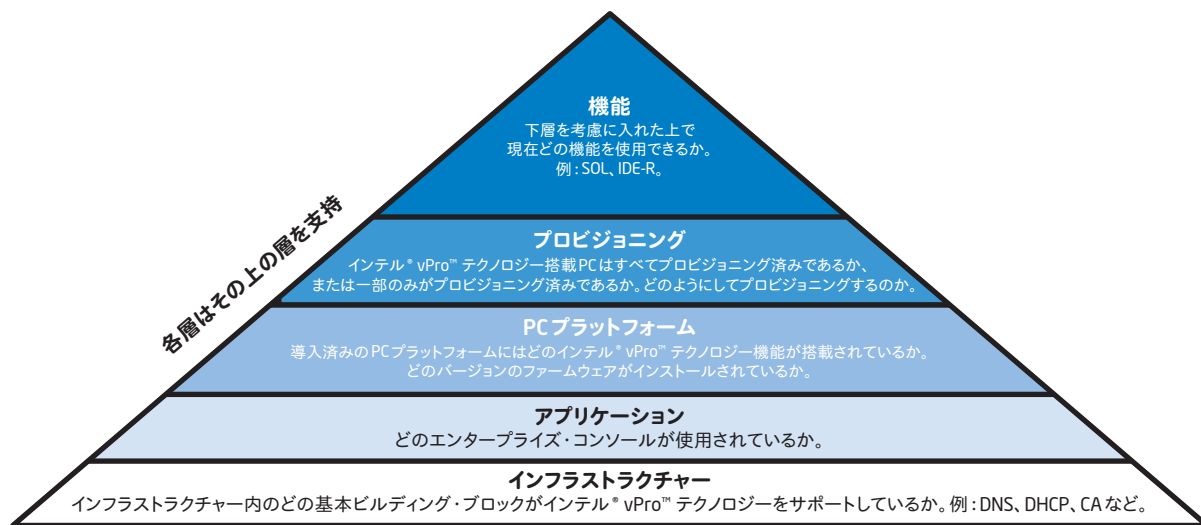 機能
下層を考慮に入れた上で
現在どの機能を使用できるか。
例：SOL、IDE-R。
各層はその上の層を支持
プロビジョニング
インテル® vPro™ テクノロジー搭載PCはすべてプロビジョニング済みであるか、
または一部のみがプロビジョニング済みであるか。どのようにしてプロビジョニングするのか。
PCプラットフォーム
導入済みのPCプラットフォームにはどのインテル® vPro™ テクノロジー機能が搭載されているか。
どのバージョンのファームウェアがインストールされているか。
アプリケーション
どのエンタープライズ・コンソールが使用されているか。
インフラストラクチャー
インフラストラクチャー内のどの基本ビルディング・ブロックがインテル® vPro™ テクノロジーをサポートしているか。例：DNS、DHCP、CAなど。